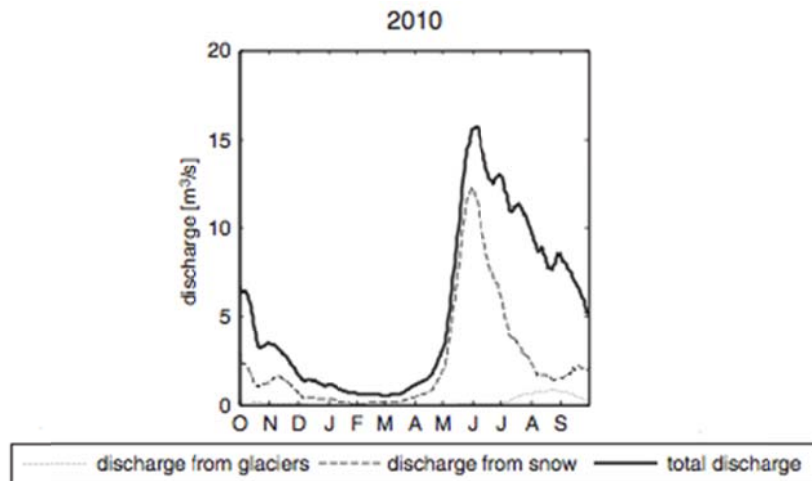 2010
20
15
10
5
0
discharge [m³/s]
O N D J F M A M J J A S
discharge from glaciers discharge from snow total discharge